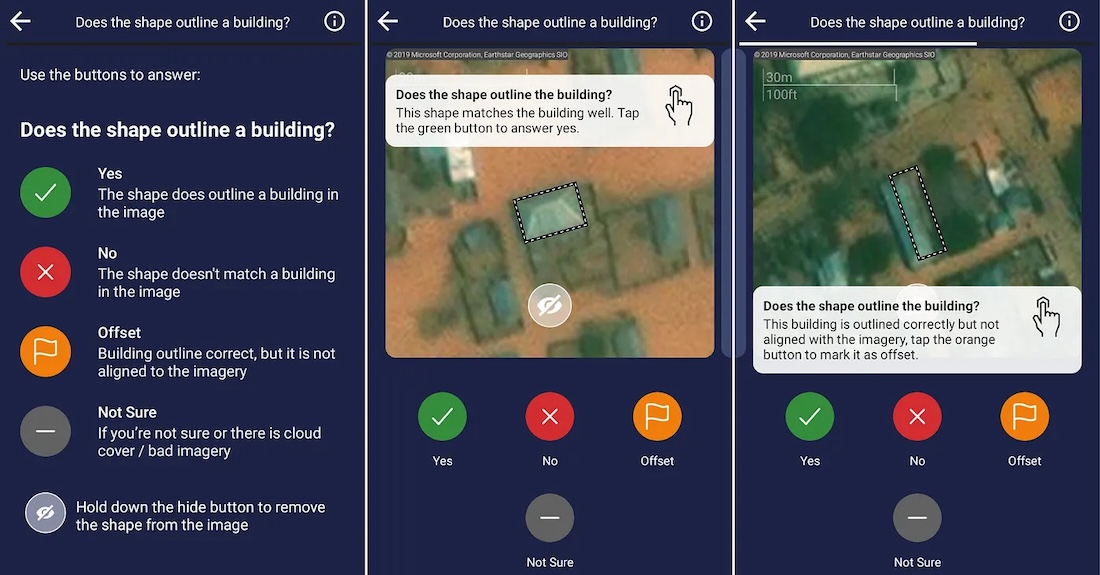 Does the shape outline a building?
Use the buttons to answer:
Does the shape outline a building?
Yes
The shape does outline a building in
the image
No
The shape doesn't match a building
in the image
Offset
Building outline correct, but it is not
aligned to the imagery
Not Sure
If you're not sure or there is cloud
cover / bad imagery
Hold down the hide button to remove
the shape from the image
Does the shape outline a building?
© 2019 Microsoft Corporation, Earthstar Geographics SIO
Does the shape outline the building?
This shape matches the building well. Tap
the green button to answer yes.
Yes
No
Offset
Not Sure
Does the shape outline a building?
© 2019 Microsoft Corporation, Earthstar Geographics SIO
30m
100ft
Does the shape outline the building?
This building is outlined correctly but not
aligned with the imagery, tap the orange
button to mark it as offset.
Yes
No
Offset
Not Sure